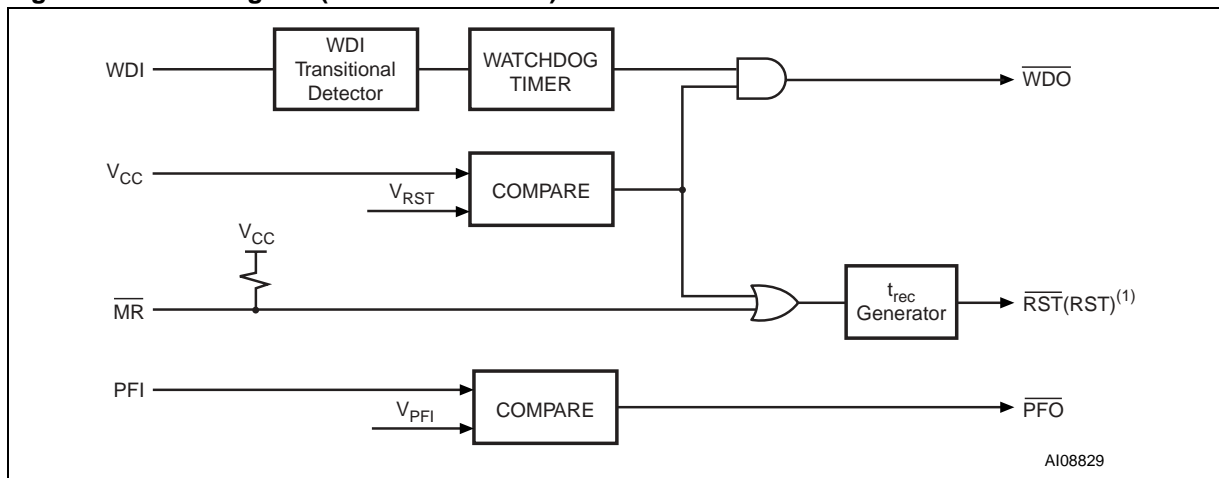 WDI
WDI
Transitional
Detector
WATCHDOG
TIMER
WDO
VCC
VRST
COMPARE
VCC
MR
trec
Generator
RST(RST)(1)
PFI
VPFI
COMPARE
PFO
AI08829